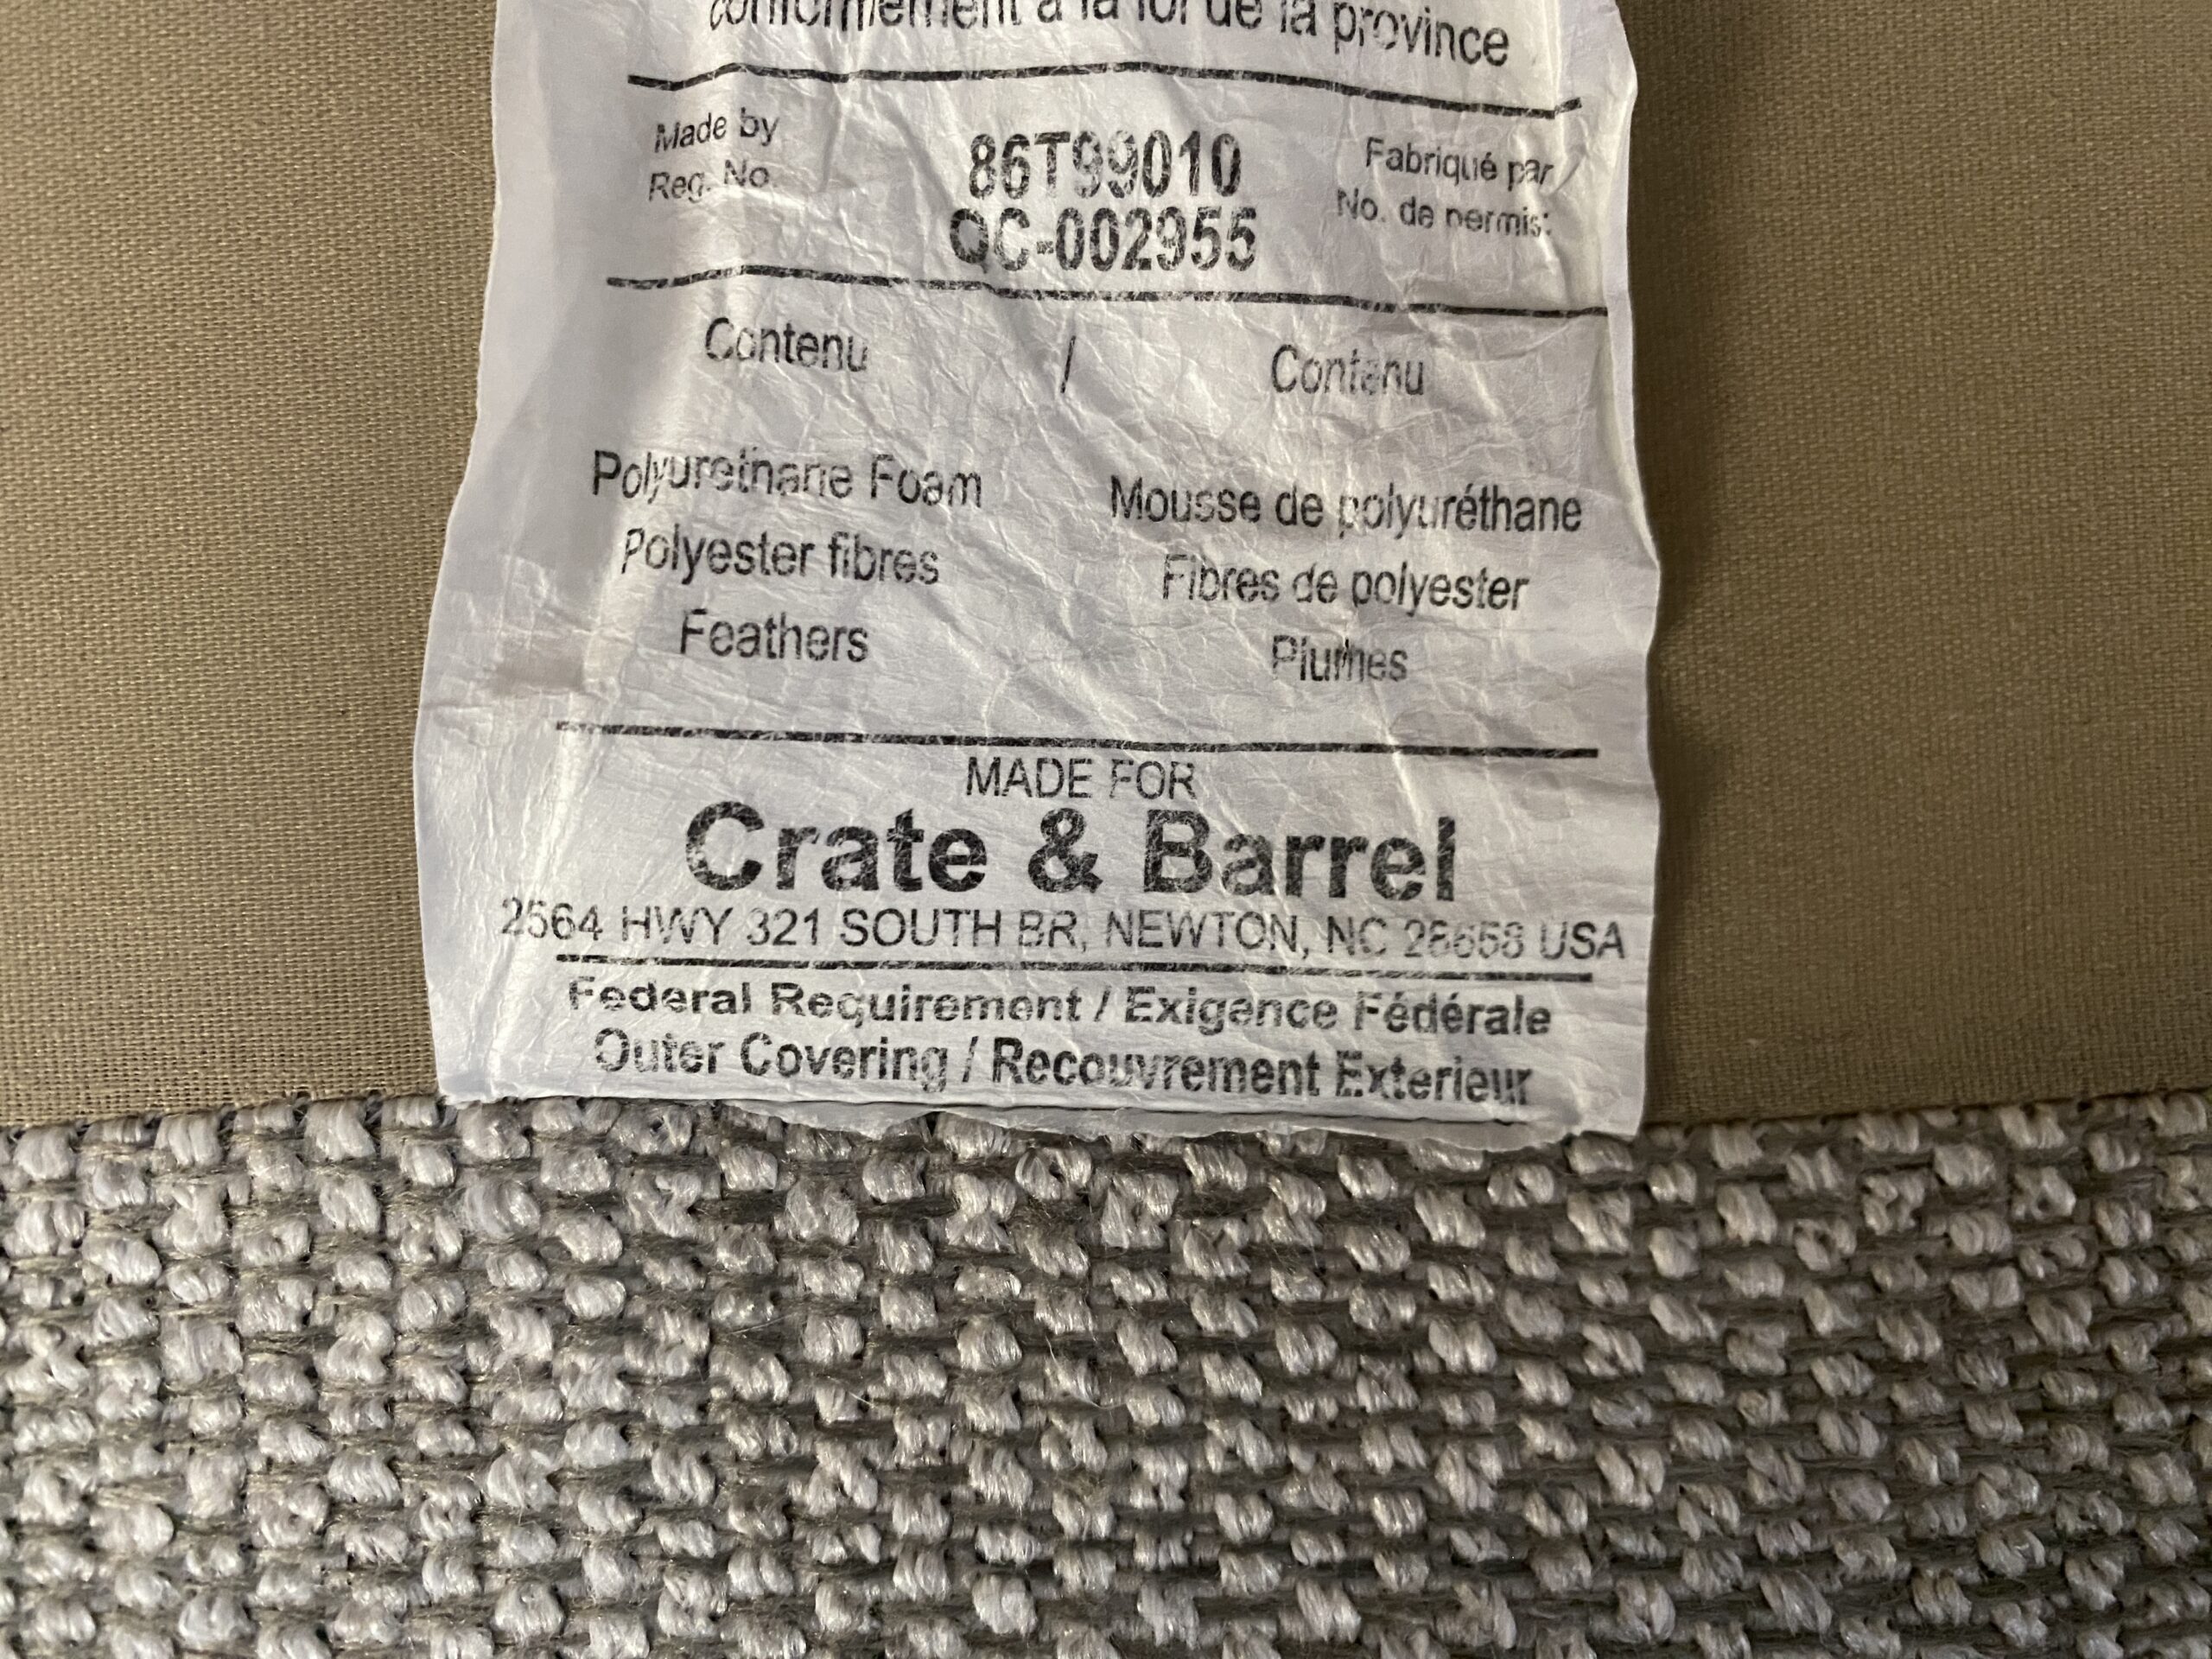 conformément à la loi de la province
Made by
Reg. No.
86T99010
QC-002955
Fabriqué par
No. de permis:
Contenu / Contenu
Polyurethane Foam Mousse de polyuréthane
Polyester fibres Fibres de polyester
Feathers Plumes
MADE FOR
Crate & Barrel
2564 HWY 321 SOUTH BR, NEWTON, NC 28658 USA
Federal Requirement / Exigence Fédérale
Outer Covering / Recouvrement Exterieur